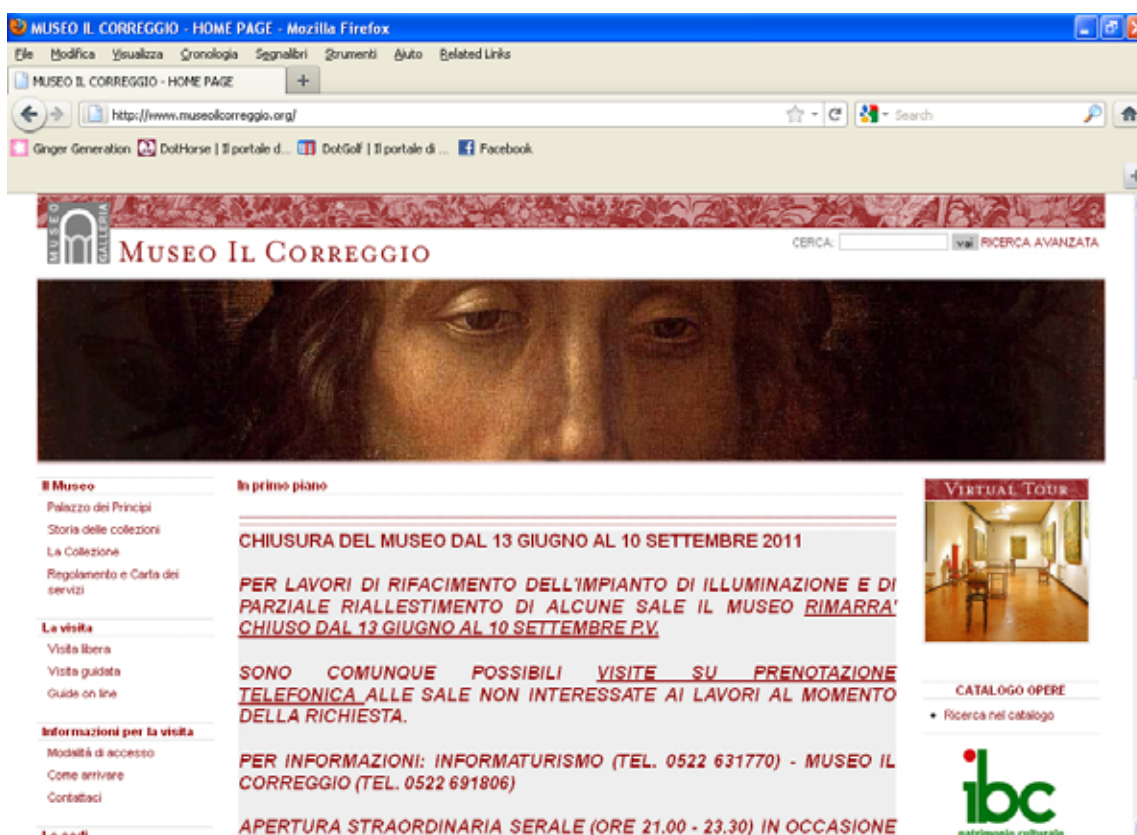 MUSEO IL CORREGGIO - HOME PAGE - Mozilla Firefox
File Modifica Visualizza Cronologia Segnalibri Strumenti Aiuto Related Links
MUSEO IL CORREGGIO - HOME PAGE
http://www.museoilcorreggio.org/
Search
Ginger Generation DotHorse | Il portale d... DotGolf | Il portale di ... Facebook
MUSEO
GALLERIA
MUSEO IL CORREGGIO
CERCA: vai RICERCA AVANZATA
Il Museo
Palazzo dei Principi
Storia delle collezioni
La Collezione
Regolamento e Carta dei
servizi
La visita
Visita libera
Visita guidata
Guide on line
Informazioni per la visita
Modalità di accesso
Come arrivare
Contattaci
Le sedi
In primo piano
CHIUSURA DEL MUSEO DAL 13 GIUGNO AL 10 SETTEMBRE 2011
PER LAVORI DI RIFACIMENTO DELL'IMPIANTO DI ILLUMINAZIONE E DI
PARZIALE RIALLESTIMENTO DI ALCUNE SALE IL MUSEO RIMARRA'
CHIUSO DAL 13 GIUGNO AL 10 SETTEMBRE P.V.
SONO COMUNQUE POSSIBILI VISITE SU PRENOTAZIONE
TELEFONICA ALLE SALE NON INTERESSATE AI LAVORI AL MOMENTO
DELLA RICHIESTA.
PER INFORMAZIONI: INFORMATURISMO (TEL. 0522 631770) - MUSEO IL
CORREGGIO (TEL. 0522 691806)
APERTURA STRAORDINARIA SERALE (ORE 21.00 - 23.30) IN OCCASIONE
VIRTUAL TOUR
CATALOGO OPERE
Ricerca nel catalogo
ibc
patrimonio culturale